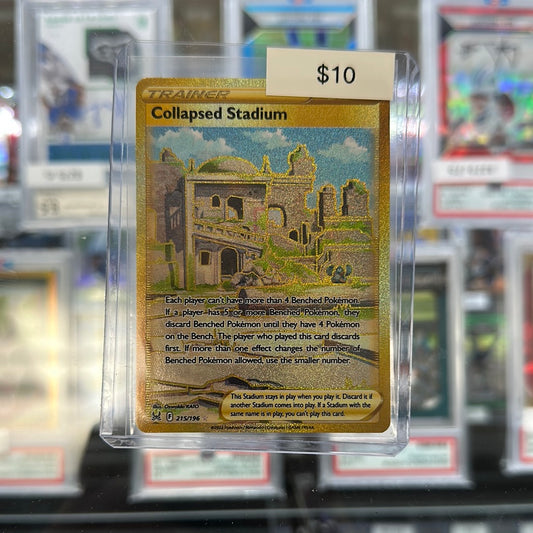 $10
TRAINER
Collapsed Stadium
Each player can't have more than 4 Benched Pokémon.
If a player has 5 or more Benched Pokémon, they
discard Benched Pokémon until they have 4 Pokémon
on the Bench. The player who played this card discards
first. If more than one effect changes the number of
Benched Pokémon allowed, use the smaller number.
This Stadium stays in play when you play it. Discard it if
another Stadium comes into play. If a Stadium with the
same name is in play, you can't play this card.
215/196